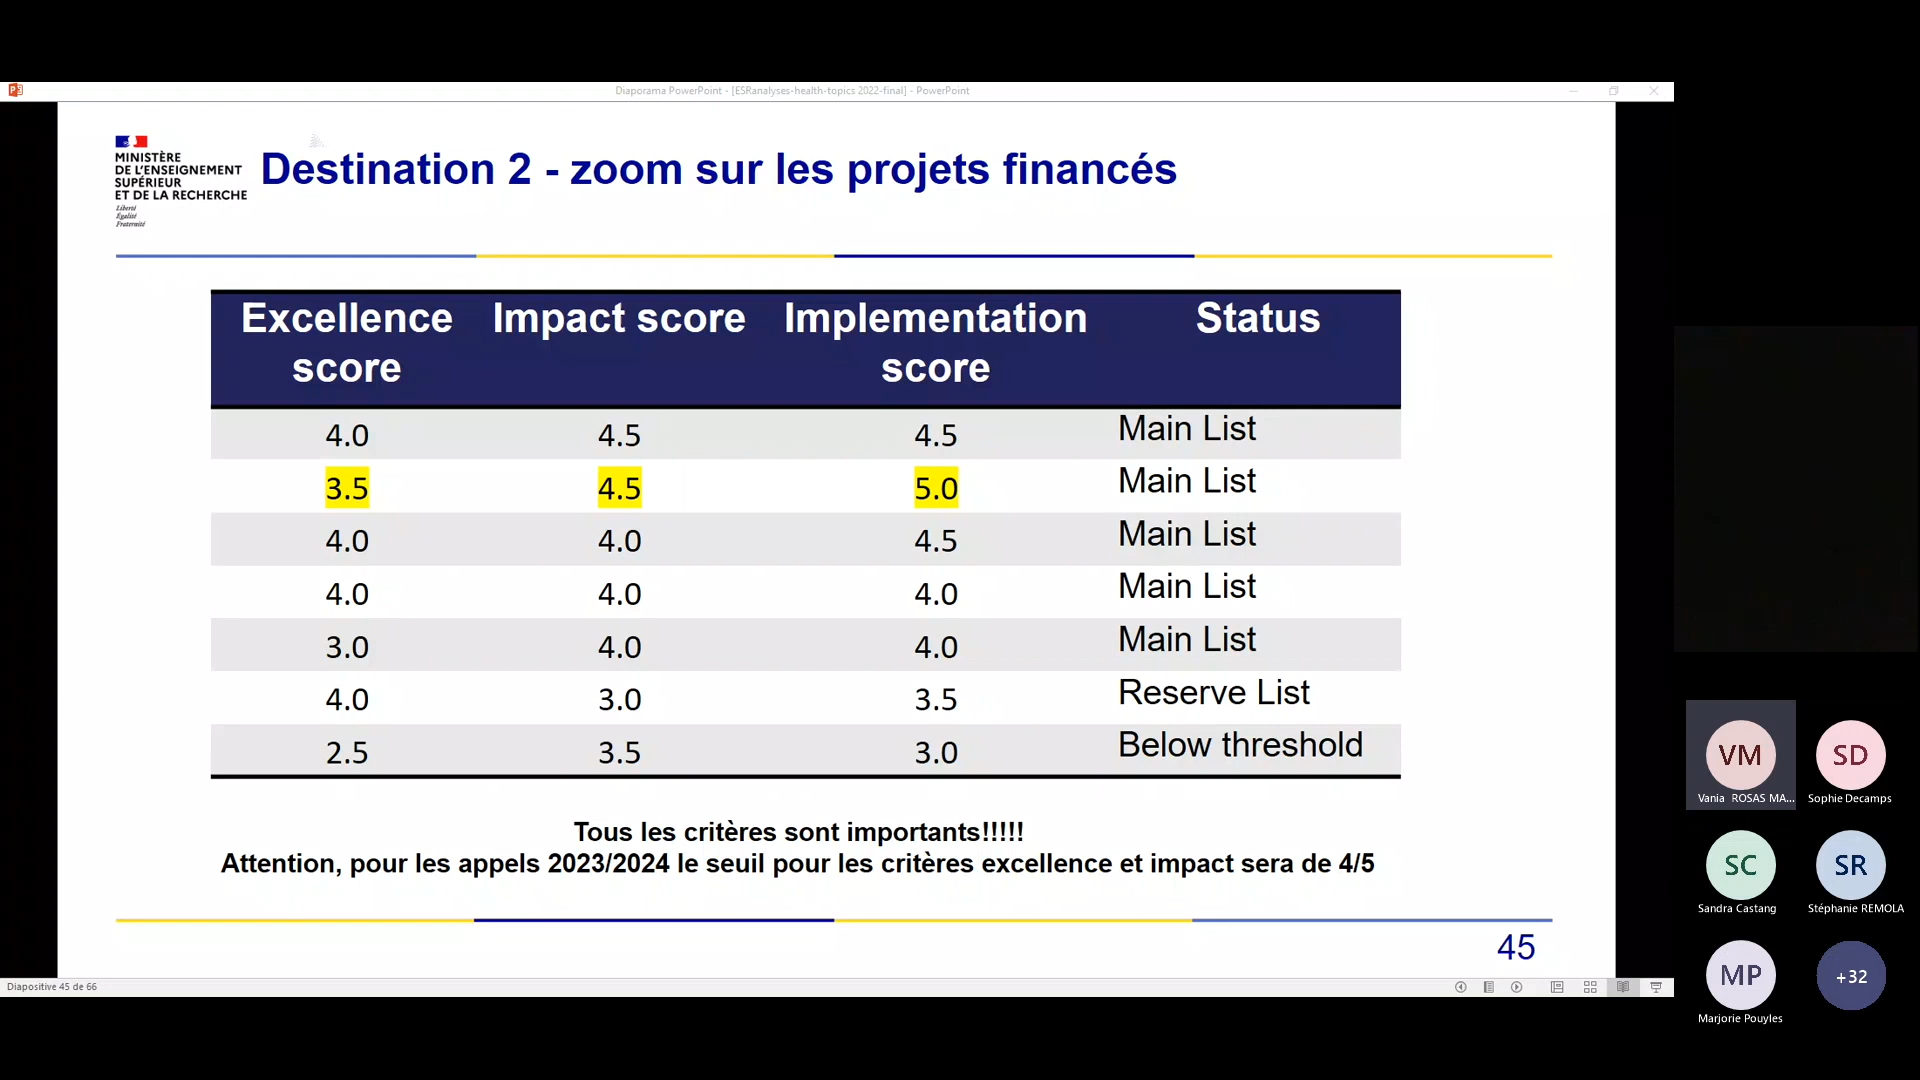 Diaporama PowerPoint - [ESRanalyses-health-topics 2022-final] - PowerPoint
MINISTÈRE
DE L'ENSEIGNEMENT
SUPÉRIEUR
ET DE LA RECHERCHE
Liberté
Égalité
Fraternité
Destination 2 - zoom sur les projets financés
Excellence score Impact score Implementation score Status
4.0 4.5 4.5 Main List
3.5 4.5 5.0 Main List
4.0 4.0 4.5 Main List
4.0 4.0 4.0 Main List
3.0 4.0 4.0 Main List
4.0 3.0 3.5 Reserve List
2.5 3.5 3.0 Below threshold
Tous les critères sont importants!!!!!
Attention, pour les appels 2023/2024 le seuil pour les critères excellence et impact sera de 4/5
45
Diapositive 45 de 66
VM
Vania ROSAS MA...
SD
Sophie Decamps
SC
Sandra Castang
SR
Stéphanie REMOLA
MP
Marjorie Pouyles
+32